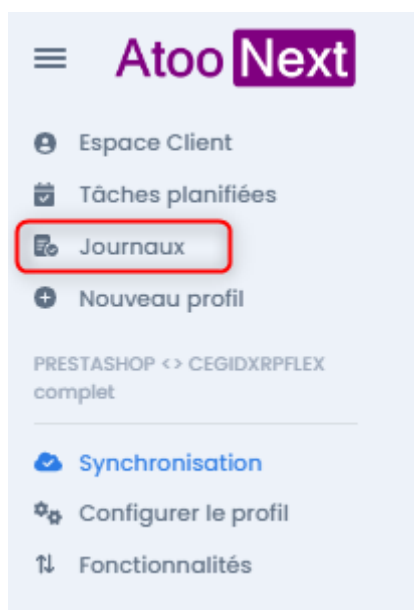 Atoo Next
Espace Client
Tâches planifiées
Journaux
Nouveau profil
PRESTASHOP <> CEGIDXRPFLEX
complet
Synchronisation
Configurer le profil
Fonctionnalités